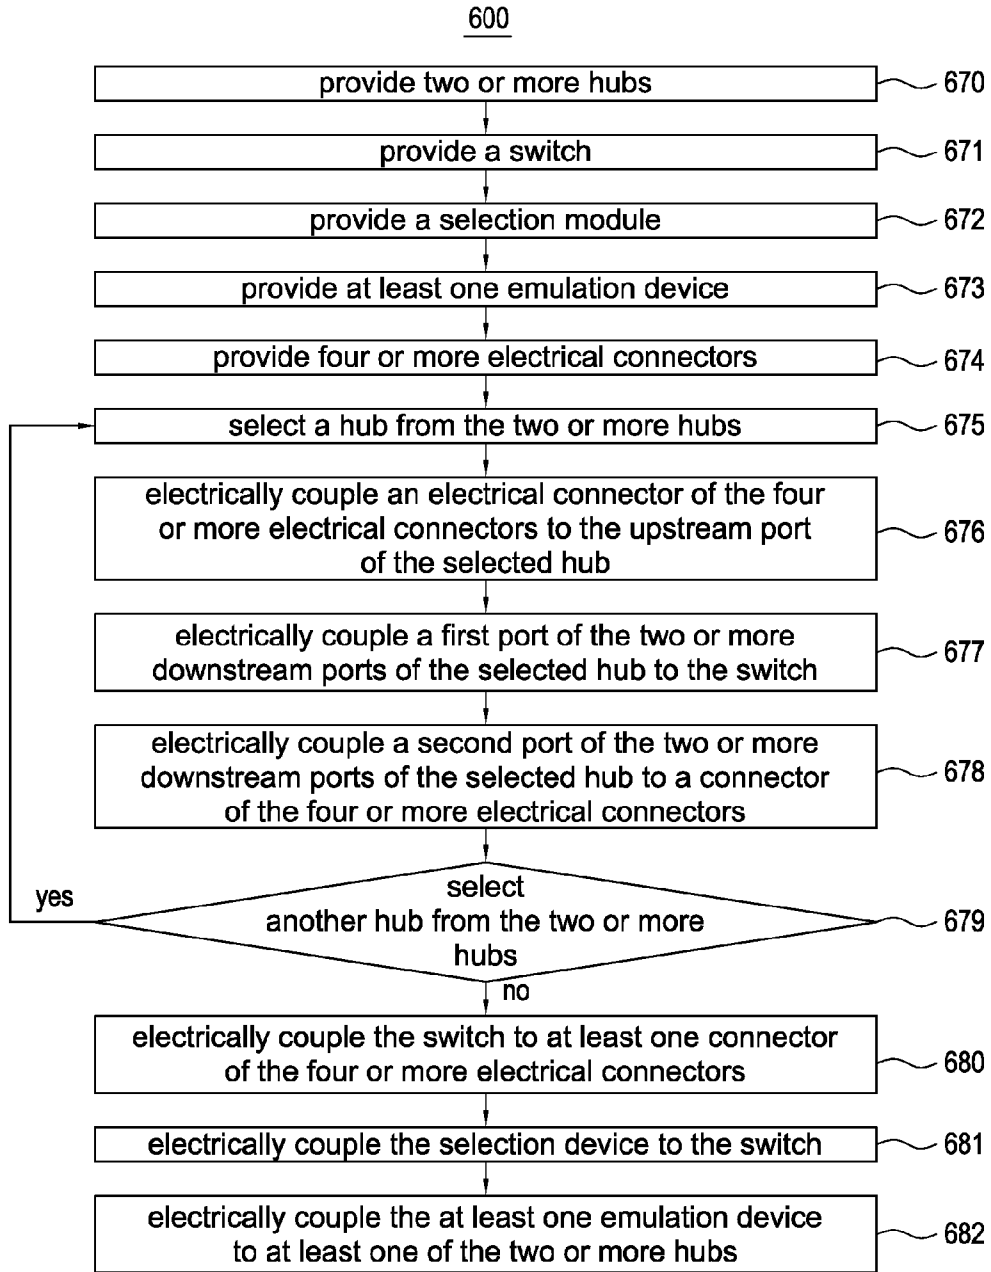 600
provide two or more hubs
670
provide a switch
671
provide a selection module
672
provide at least one emulation device
673
provide four or more electrical connectors
674
select a hub from the two or more hubs
675
electrically couple an electrical connector of the four
or more electrical connectors to the upstream port
of the selected hub
676
electrically couple a first port of the two or more
downstream ports of the selected hub to the switch
677
electrically couple a second port of the two or more
downstream ports of the selected hub to a connector
of the four or more electrical connectors
678
yes
select
another hub from the two or more
hubs
679
no
electrically couple the switch to at least one connector
of the four or more electrical connectors
680
electrically couple the selection device to the switch
681
electrically couple the at least one emulation device
to at least one of the two or more hubs
682